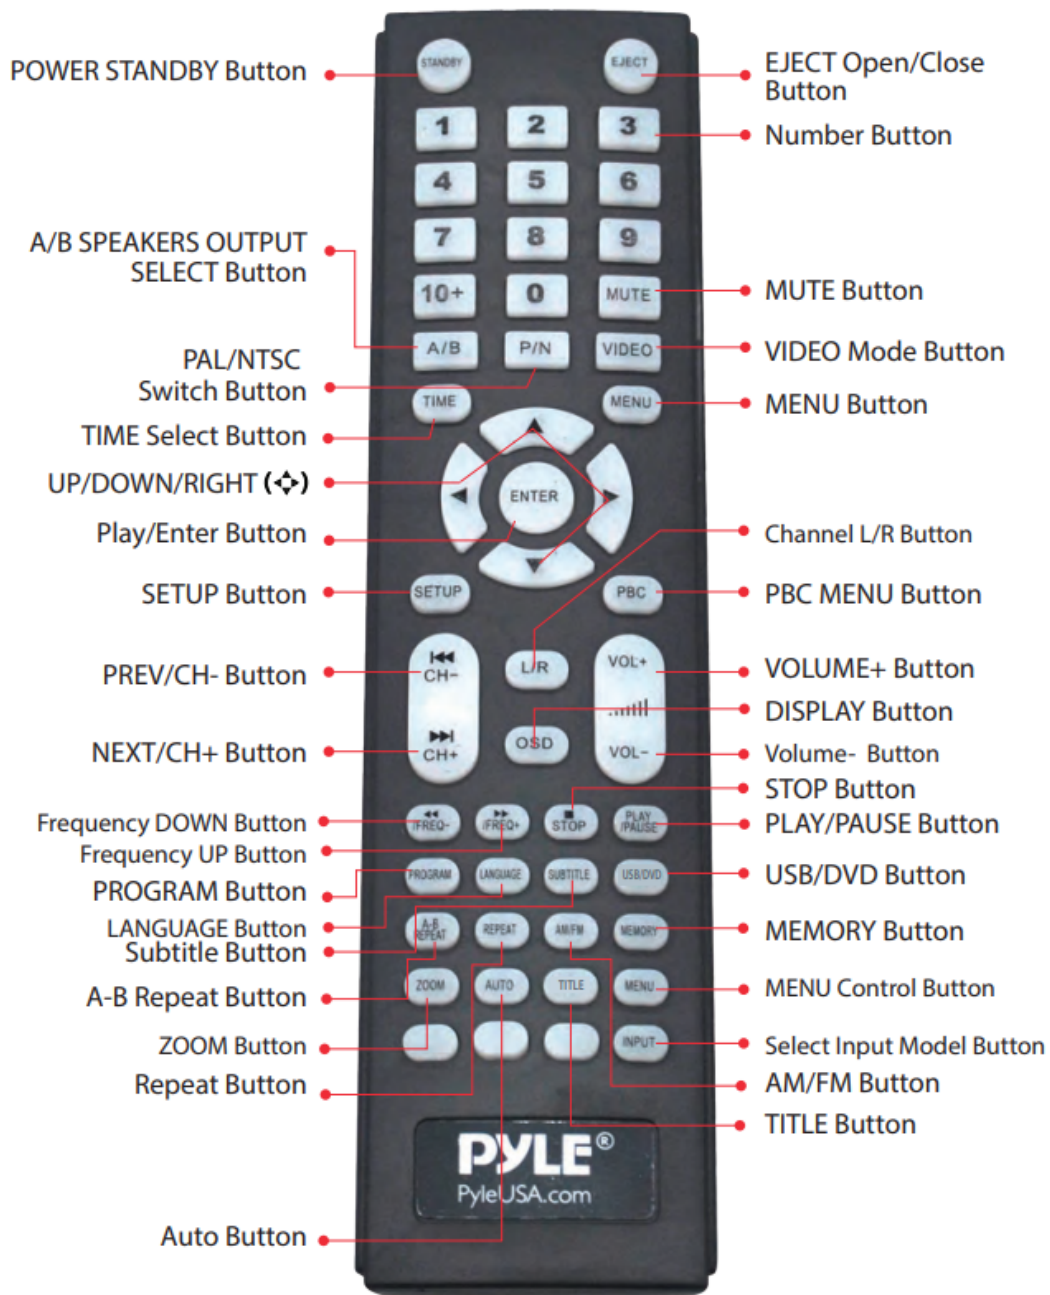 POWER STANDBY Button
A/B SPEAKERS OUTPUT
SELECT Button
PAL/NTSC
Switch Button
TIME Select Button
UP/DOWN/RIGHT ( )
Play/Enter Button
SETUP Button
PREV/CH- Button
NEXT/CH+ Button
Frequency DOWN Button
Frequency UP Button
PROGRAM Button
LANGUAGE Button
Subtitle Button
A-B Repeat Button
ZOOM Button
Repeat Button
Auto Button
STANDBY
EJECT
1 2 3
4 5 6
7 8 9
10+ 0 MUTE
A/B P/N VIDEO
TIME
MENU
ENTER
SETUP
PBC
CH-
L/R
VOL+
CH+
OSD
VOL-
/FREQ- /FREQ+ STOP PLAY
/PAUSE
PROGRAM LANGUAGE SUBTITLE USB/DVD
A-B
REPEAT REPEAT AM/FM MEMORY
ZOOM AUTO TITLE MENU
INPUT
PYLE®
PyleUSA.com
EJECT Open/Close
Button
Number Button
MUTE Button
VIDEO Mode Button
MENU Button
Channel L/R Button
PBC MENU Button
VOLUME+ Button
DISPLAY Button
Volume- Button
STOP Button
PLAY/PAUSE Button
USB/DVD Button
MEMORY Button
MENU Control Button
Select Input Model Button
AM/FM Button
TITLE Button